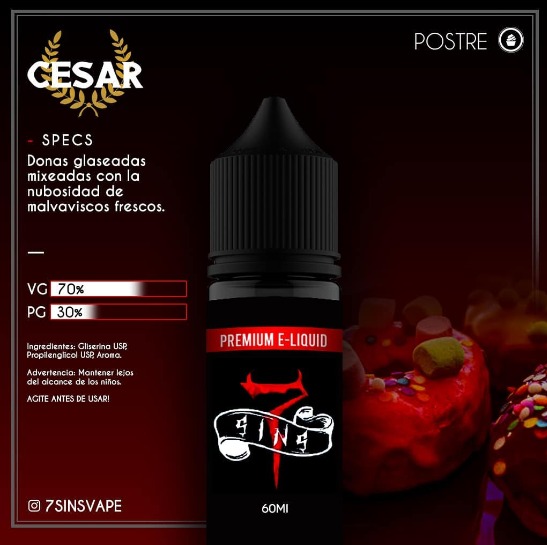 CESAR
POSTRE
- SPECS
Donas glaseadas
mixeadas con la
nubosidad de
malvaviscos frescos.
VG 70%
PG 30%
Ingredientes: Gliserina USP,
Propilenglicol USP, Aroma.
Advertencia: Mantener lejos
del alcance de los niños.
AGITE ANTES DE USAR!
7SINSVAPE
PREMIUM E-LIQUID
7
SINS
60Ml